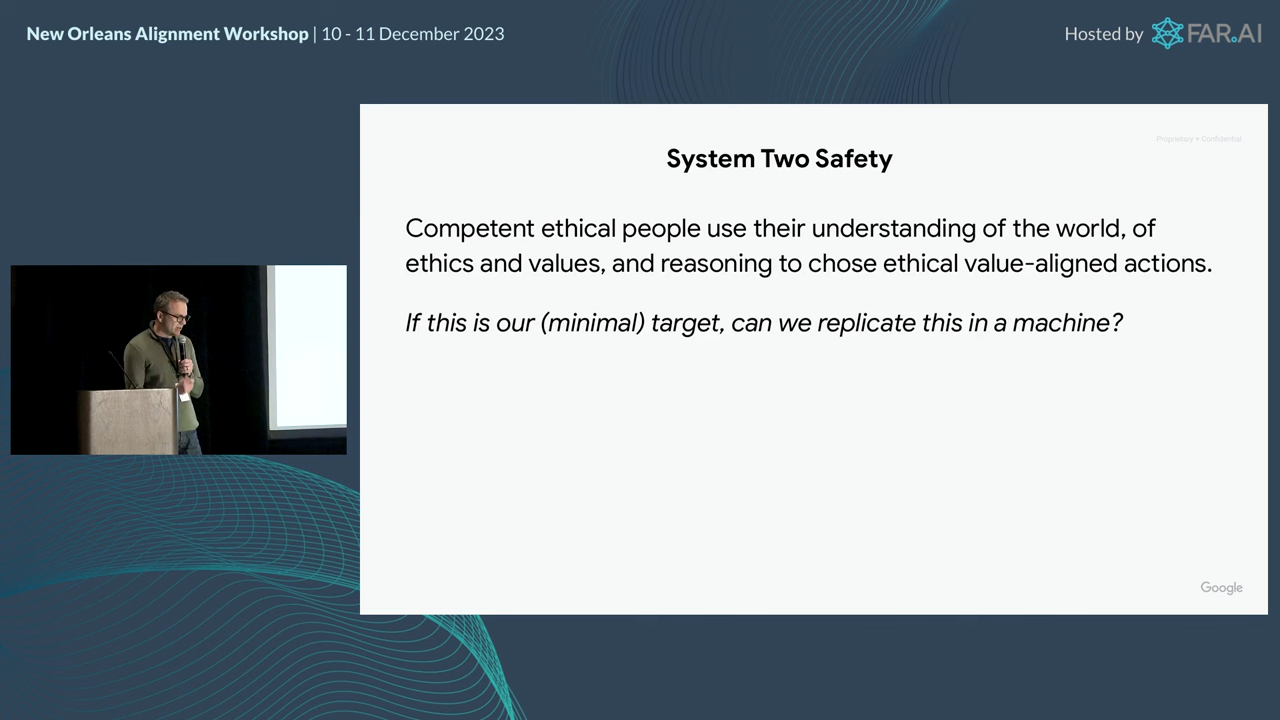 New Orleans Alignment Workshop | 10 - 11 December 2023
Hosted by FAR.AI
Proprietary + Confidential
System Two Safety
Competent ethical people use their understanding of the world, of
ethics and values, and reasoning to chose ethical value-aligned actions.
If this is our (minimal) target, can we replicate this in a machine?
Google